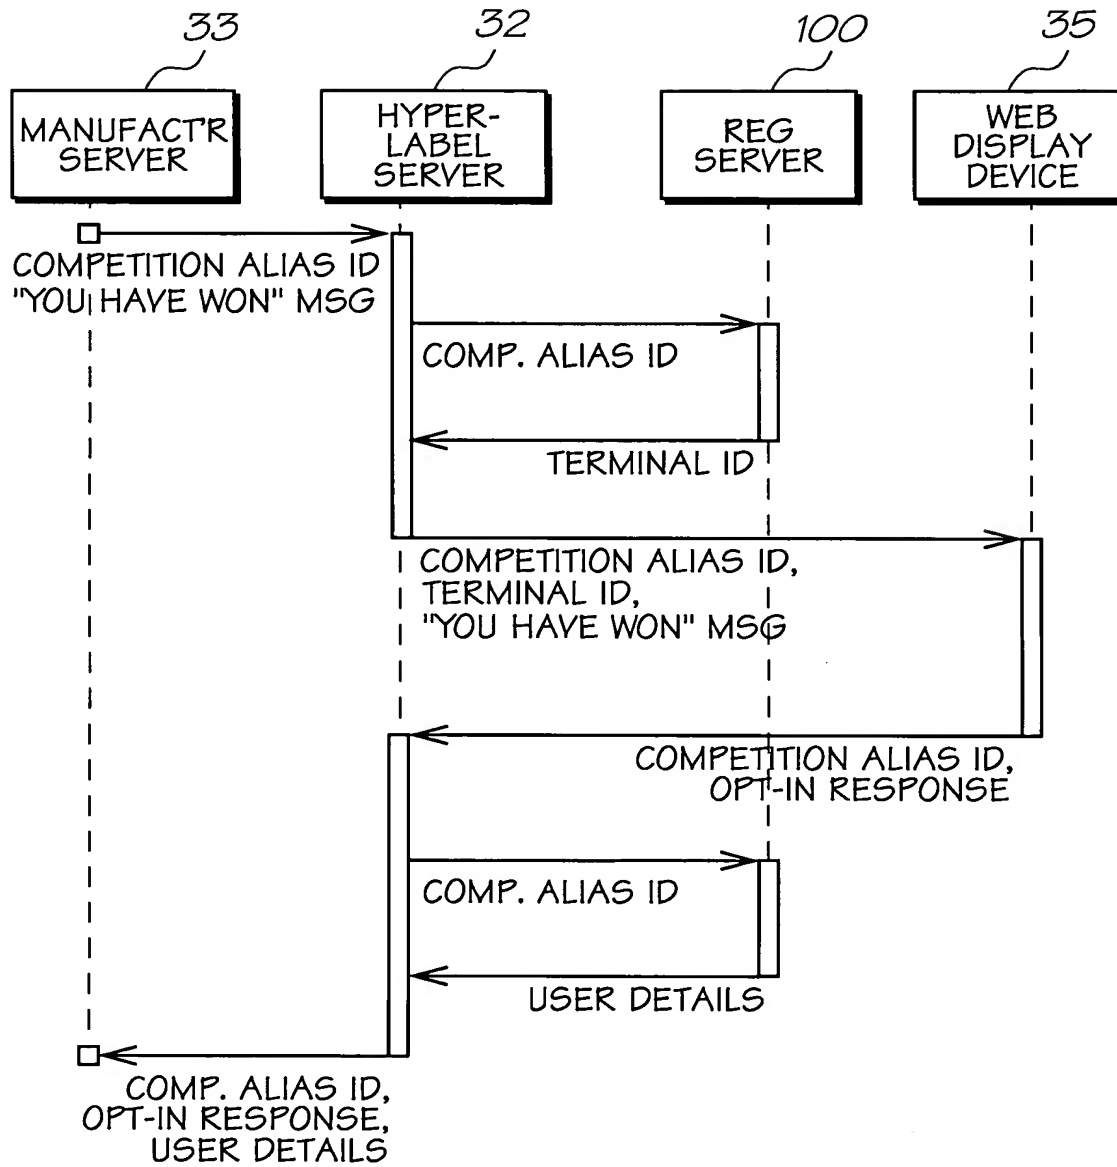 33
32
100
35
MANUFACT'R
SERVER
HYPER-
LABEL
SERVER
REG
SERVER
WEB
DISPLAY
DEVICE
COMPETITION ALIAS ID
"YOU HAVE WON" MSG
COMP. ALIAS ID
TERMINAL ID
COMPETITION ALIAS ID,
TERMINAL ID,
"YOU HAVE WON" MSG
COMPETITION ALIAS ID,
OPT-IN RESPONSE
COMP. ALIAS ID
USER DETAILS
COMP. ALIAS ID,
OPT-IN RESPONSE,
USER DETAILS